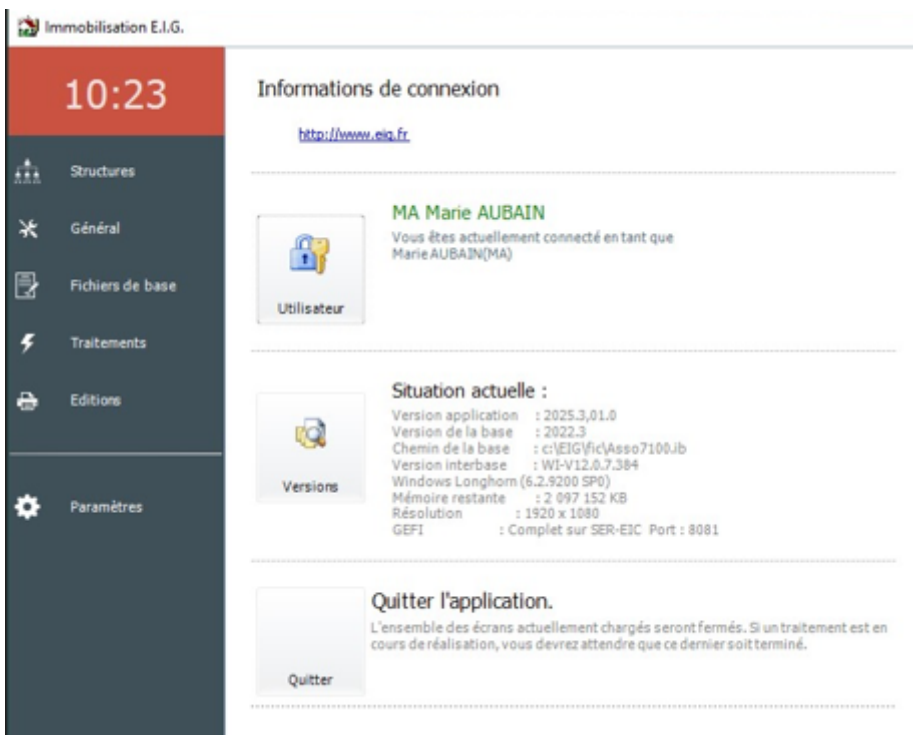 Immobilisation E.I.G.
10:23
Structures
Général
Fichiers de base
Traitements
Editions
Paramètres
Informations de connexion
http://www.eig.fr
MA Marie AUBAIN
Vous êtes actuellement connecté en tant que
Marie AUBAIN(MA)
Utilisateur
Situation actuelle :
Version application : 2025.3,01.0
Version de la base : 2022.3
Chemin de la base : c:\EIG\fic\Asso7100.ib
Version interbase : WI-V12.0.7.384
Windows Longhorn (6.2.9200 SP0)
Mémoire restante : 2 097 152 KB
Résolution : 1920 x 1080
GEFI : Complet sur SER-EIC Port : 8081
Versions
Quitter l'application.
L'ensemble des écrans actuellement chargés seront fermés. Si un traitement est en
cours de réalisation, vous devrez attendre que ce dernier soit terminé.
Quitter